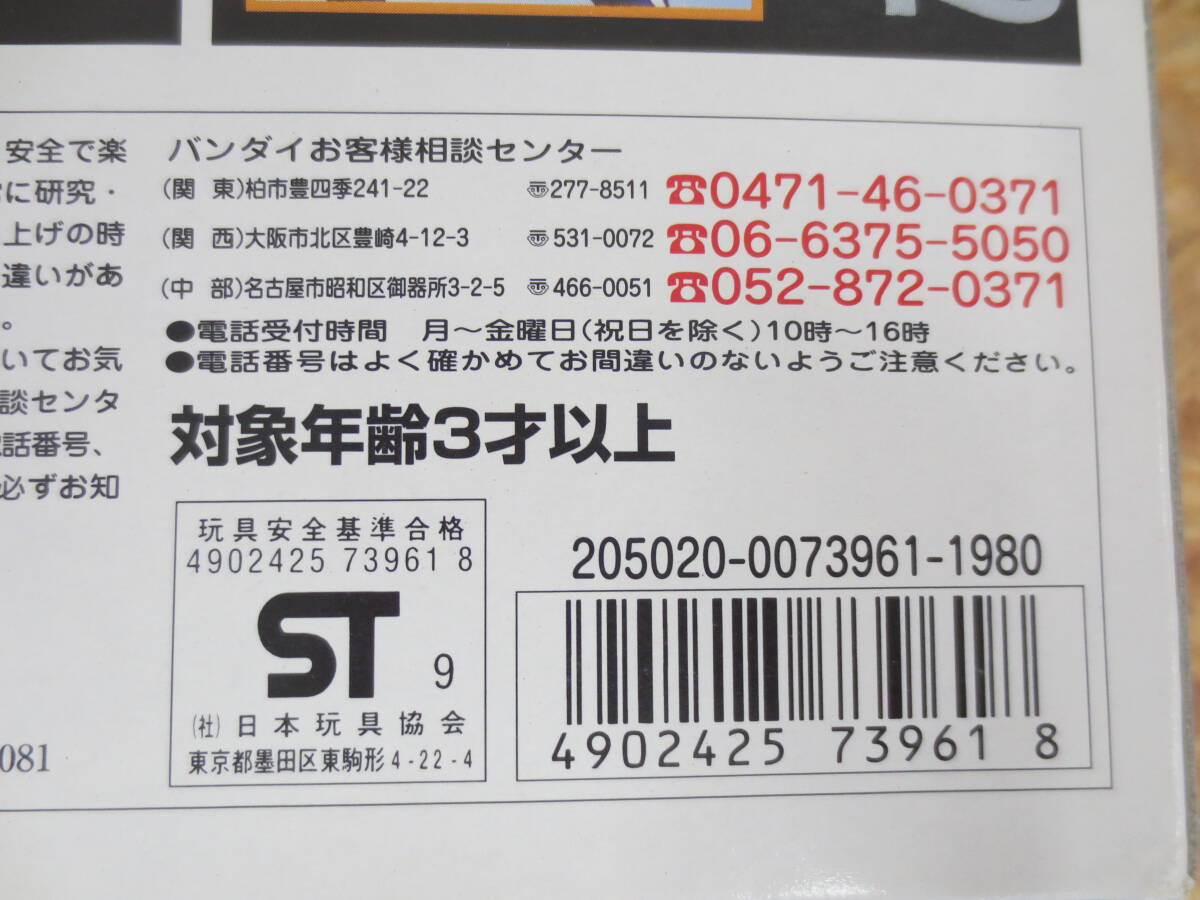 安全で楽
に研究・
上げの時
違いがあ
。
いてお気
談センタ
話番号、
必ずお知
081
バンダイお客様相談センター
(関 東)柏市豊四季241-22 〠277-8511 ☎0471-46-0371
(関 西)大阪市北区豊崎4-12-3 〠531-0072 ☎06-6375-5050
(中 部)名古屋市昭和区御器所3-2-5 〠466-0051 ☎052-872-0371
●電話受付時間 月〜金曜日(祝日を除く)10時〜16時
●電話番号はよく確かめてお間違いのないようご注意ください。
対象年齢3才以上
玩具安全基準合格
4902425 73961 8
ST 9
(社)日本玩具協会
東京都墨田区東駒形4-22-4
205020-0073961-1980
4902425 73961 8